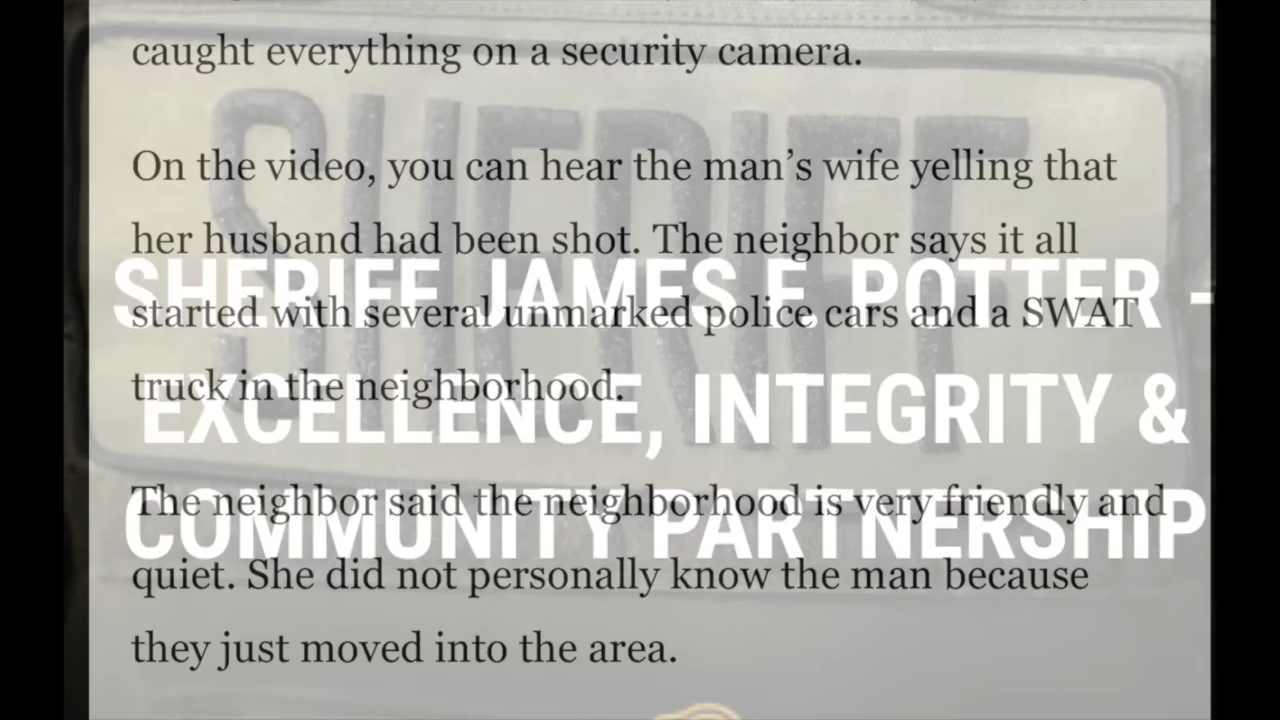 caught everything on a security camera.
SHERIFF
On the video, you can hear the man’s wife yelling that
her husband had been shot. The neighbor says it all
started with several unmarked police cars and a SWAT
truck in the neighborhood.
The neighbor said the neighborhood is very friendly and
quiet. She did not personally know the man because
they just moved into the area.
SHERIFF JAMES E. POTTER -
EXCELLENCE, INTEGRITY &
COMMUNITY PARTNERSHIP